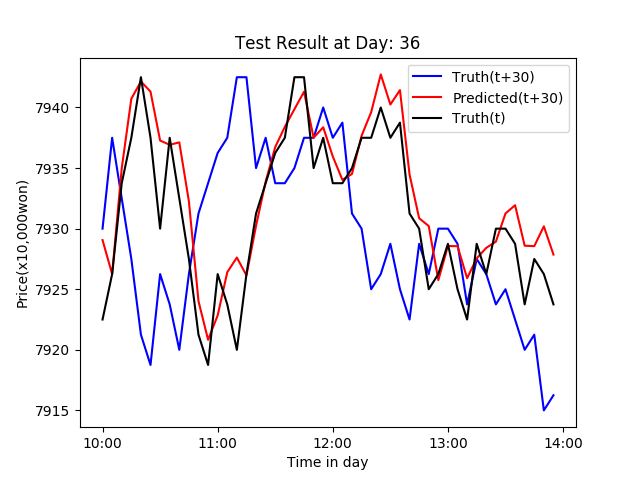 Test Result at Day: 36
Truth(t+30)
Predicted(t+30)
Truth(t)
Price(x10,000won)
7940
7935
7930
7925
7920
7915
10:00 11:00 12:00 13:00 14:00
Time in day